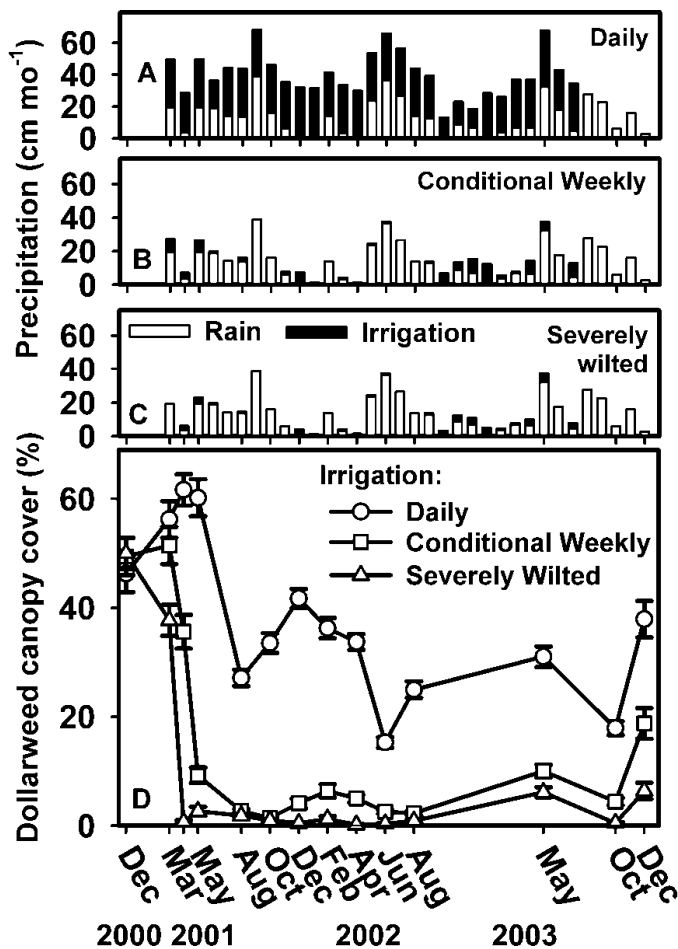 Precipitation (cm mo⁻¹)
60
40
20
0
A
Daily
60
40
20
0
B
Conditional Weekly
60
40
20
0
C
Rain
Irrigation
Severely
wilted
Dollarweed canopy cover (%)
60
40
20
0
D
Irrigation:
Daily
Conditional Weekly
Severely Wilted
Dec Mar May Aug Oct Dec Feb Apr Jun Aug May Oct Dec
2000 2001 2002 2003